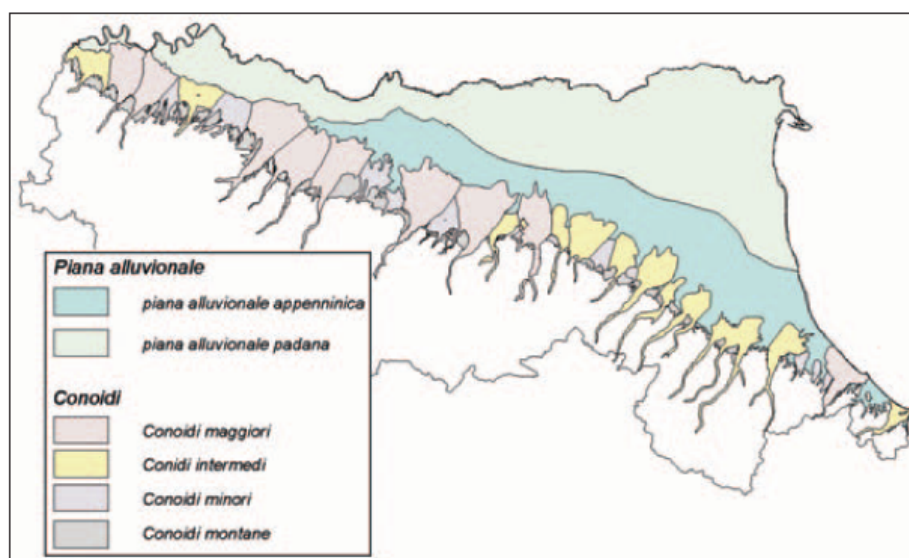 Piana alluvionale
piana alluvionale appenninica
piana alluvionale padana
Conoidi
Conoidi maggiori
Conidi intermedi
Conoidi minori
Conoidi montane